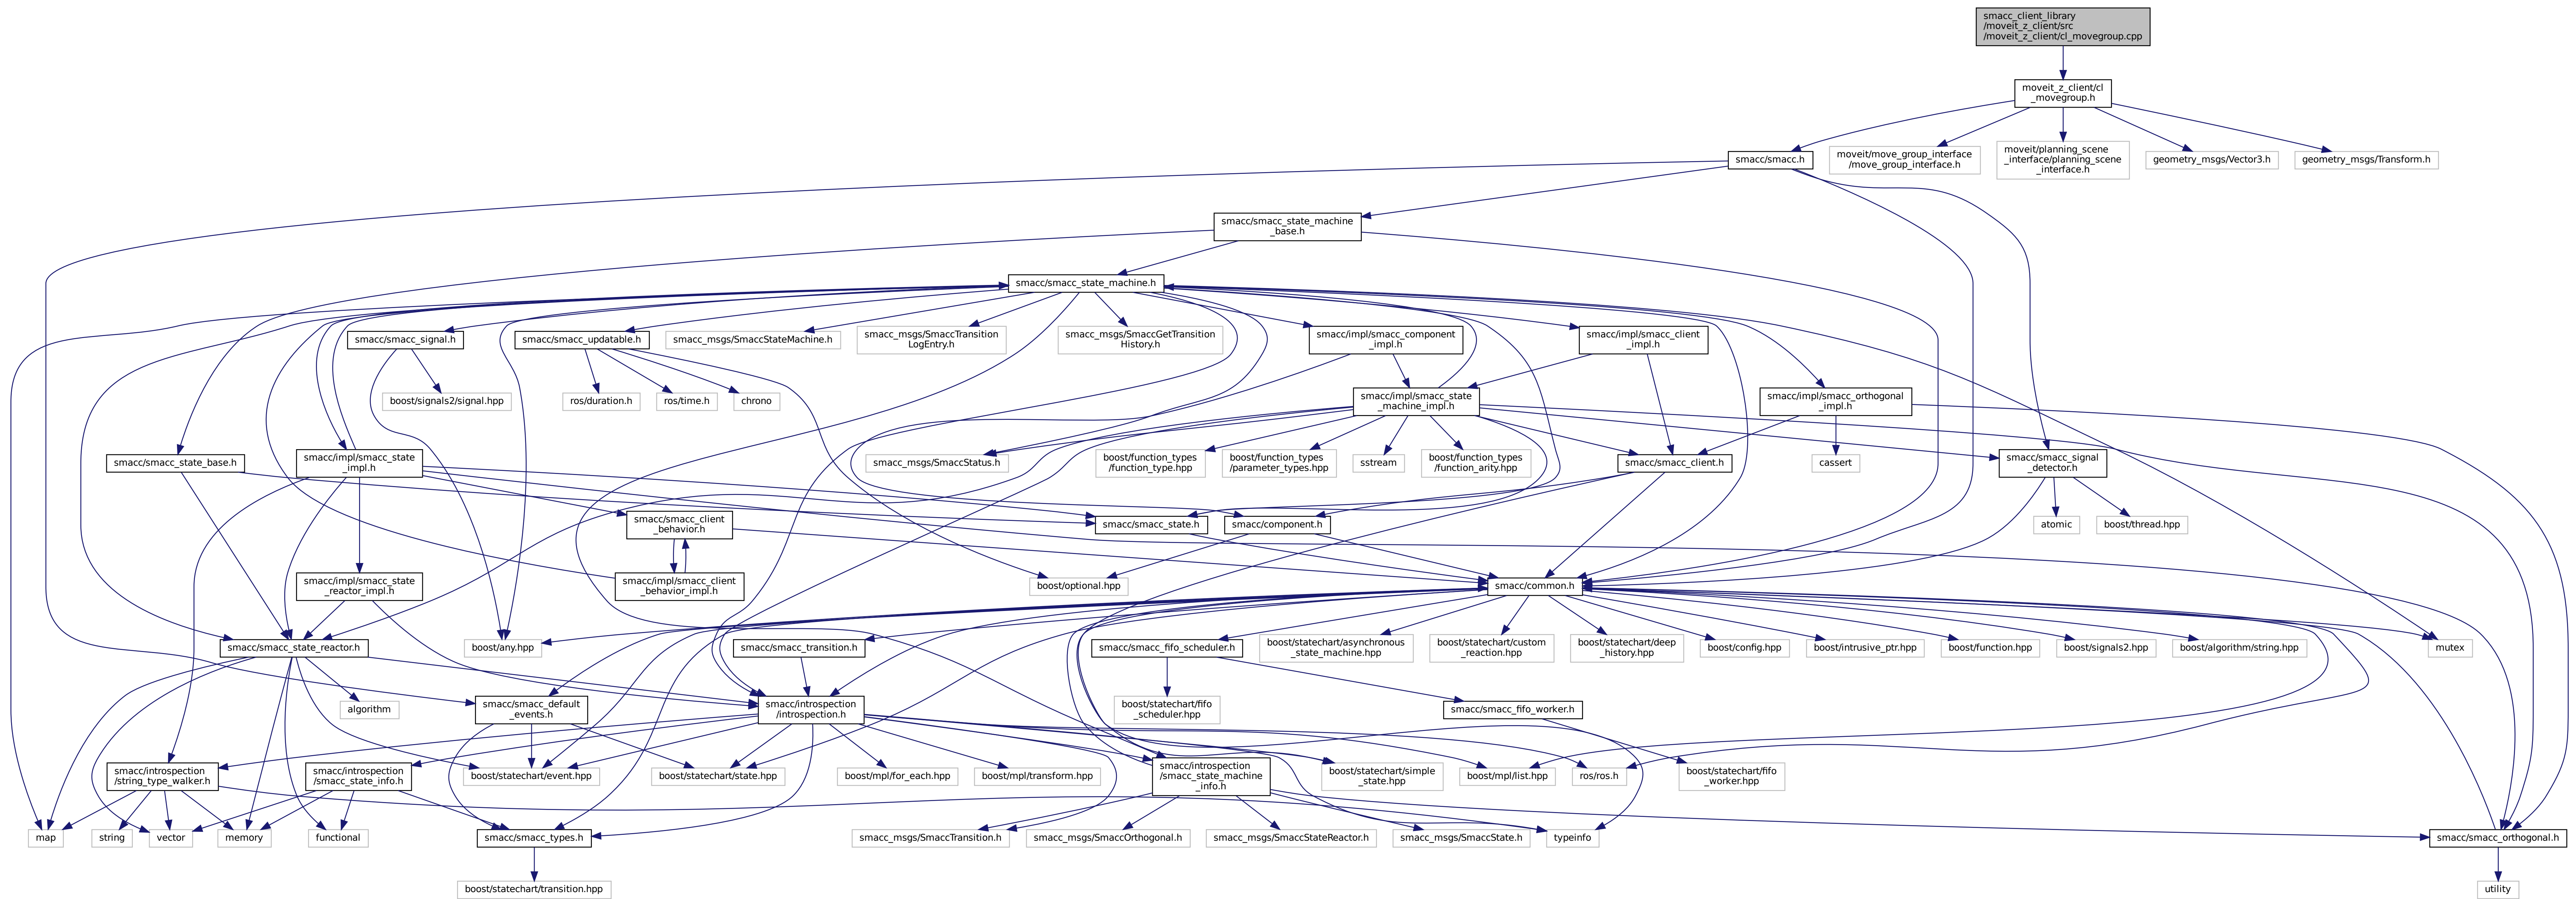 smacc_client_library
/moveit_z_client/src
/moveit_z_client/cl_movegroup.cpp
moveit_z_client/cl
_movegroup.h
smacc/smacc.h
moveit/move_group_interface
/move_group_interface.h
moveit/planning_scene
_interface/planning_scene
_interface.h
geometry_msgs/Vector3.h
geometry_msgs/Transform.h
smacc/smacc_state_machine
_base.h
smacc/smacc_state_machine.h
smacc/smacc_signal.h
smacc/smacc_updatable.h
smacc_msgs/SmaccStateMachine.h
smacc_msgs/SmaccTransition
LogEntry.h
smacc_msgs/SmaccGetTransition
History.h
smacc/impl/smacc_component
_impl.h
smacc/impl/smacc_client
_impl.h
boost/signals2/signal.hpp
ros/duration.h
ros/time.h
chrono
smacc/impl/smacc_state
_machine_impl.h
smacc/impl/smacc_orthogonal
_impl.h
smacc/smacc_state_base.h
smacc/impl/smacc_state
_impl.h
smacc_msgs/SmaccStatus.h
boost/function_types
/function_type.hpp
boost/function_types
/parameter_types.hpp
sstream
boost/function_types
/function_arity.hpp
smacc/smacc_client.h
cassert
smacc/smacc_signal
_detector.h
smacc/smacc_client
_behavior.h
smacc/smacc_state.h
smacc/component.h
atomic
boost/thread.hpp
smacc/impl/smacc_state
_reactor_impl.h
smacc/impl/smacc_client
_behavior_impl.h
boost/optional.hpp
smacc/common.h
smacc/smacc_state_reactor.h
boost/any.hpp
smacc/smacc_transition.h
smacc/smacc_fifo_scheduler.h
boost/statechart/asynchronous
_state_machine.hpp
boost/statechart/custom
_reaction.hpp
boost/statechart/deep
_history.hpp
boost/config.hpp
boost/intrusive_ptr.hpp
boost/function.hpp
boost/signals2.hpp
boost/algorithm/string.hpp
mutex
algorithm
smacc/smacc_default
_events.h
smacc/introspection
/introspection.h
boost/statechart/fifo
_scheduler.hpp
smacc/smacc_fifo_worker.h
smacc/introspection
/string_type_walker.h
smacc/introspection
/smacc_state_info.h
boost/statechart/event.hpp
boost/statechart/state.hpp
boost/mpl/for_each.hpp
boost/mpl/transform.hpp
smacc/introspection
/smacc_state_machine
_info.h
boost/statechart/simple
_state.hpp
boost/mpl/list.hpp
ros/ros.h
boost/statechart/fifo
_worker.hpp
map
string
vector
memory
functional
smacc/smacc_types.h
smacc_msgs/SmaccTransition.h
smacc_msgs/SmaccOrthogonal.h
smacc_msgs/SmaccStateReactor.h
smacc_msgs/SmaccState.h
typeinfo
smacc/smacc_orthogonal.h
boost/statechart/transition.hpp
utility